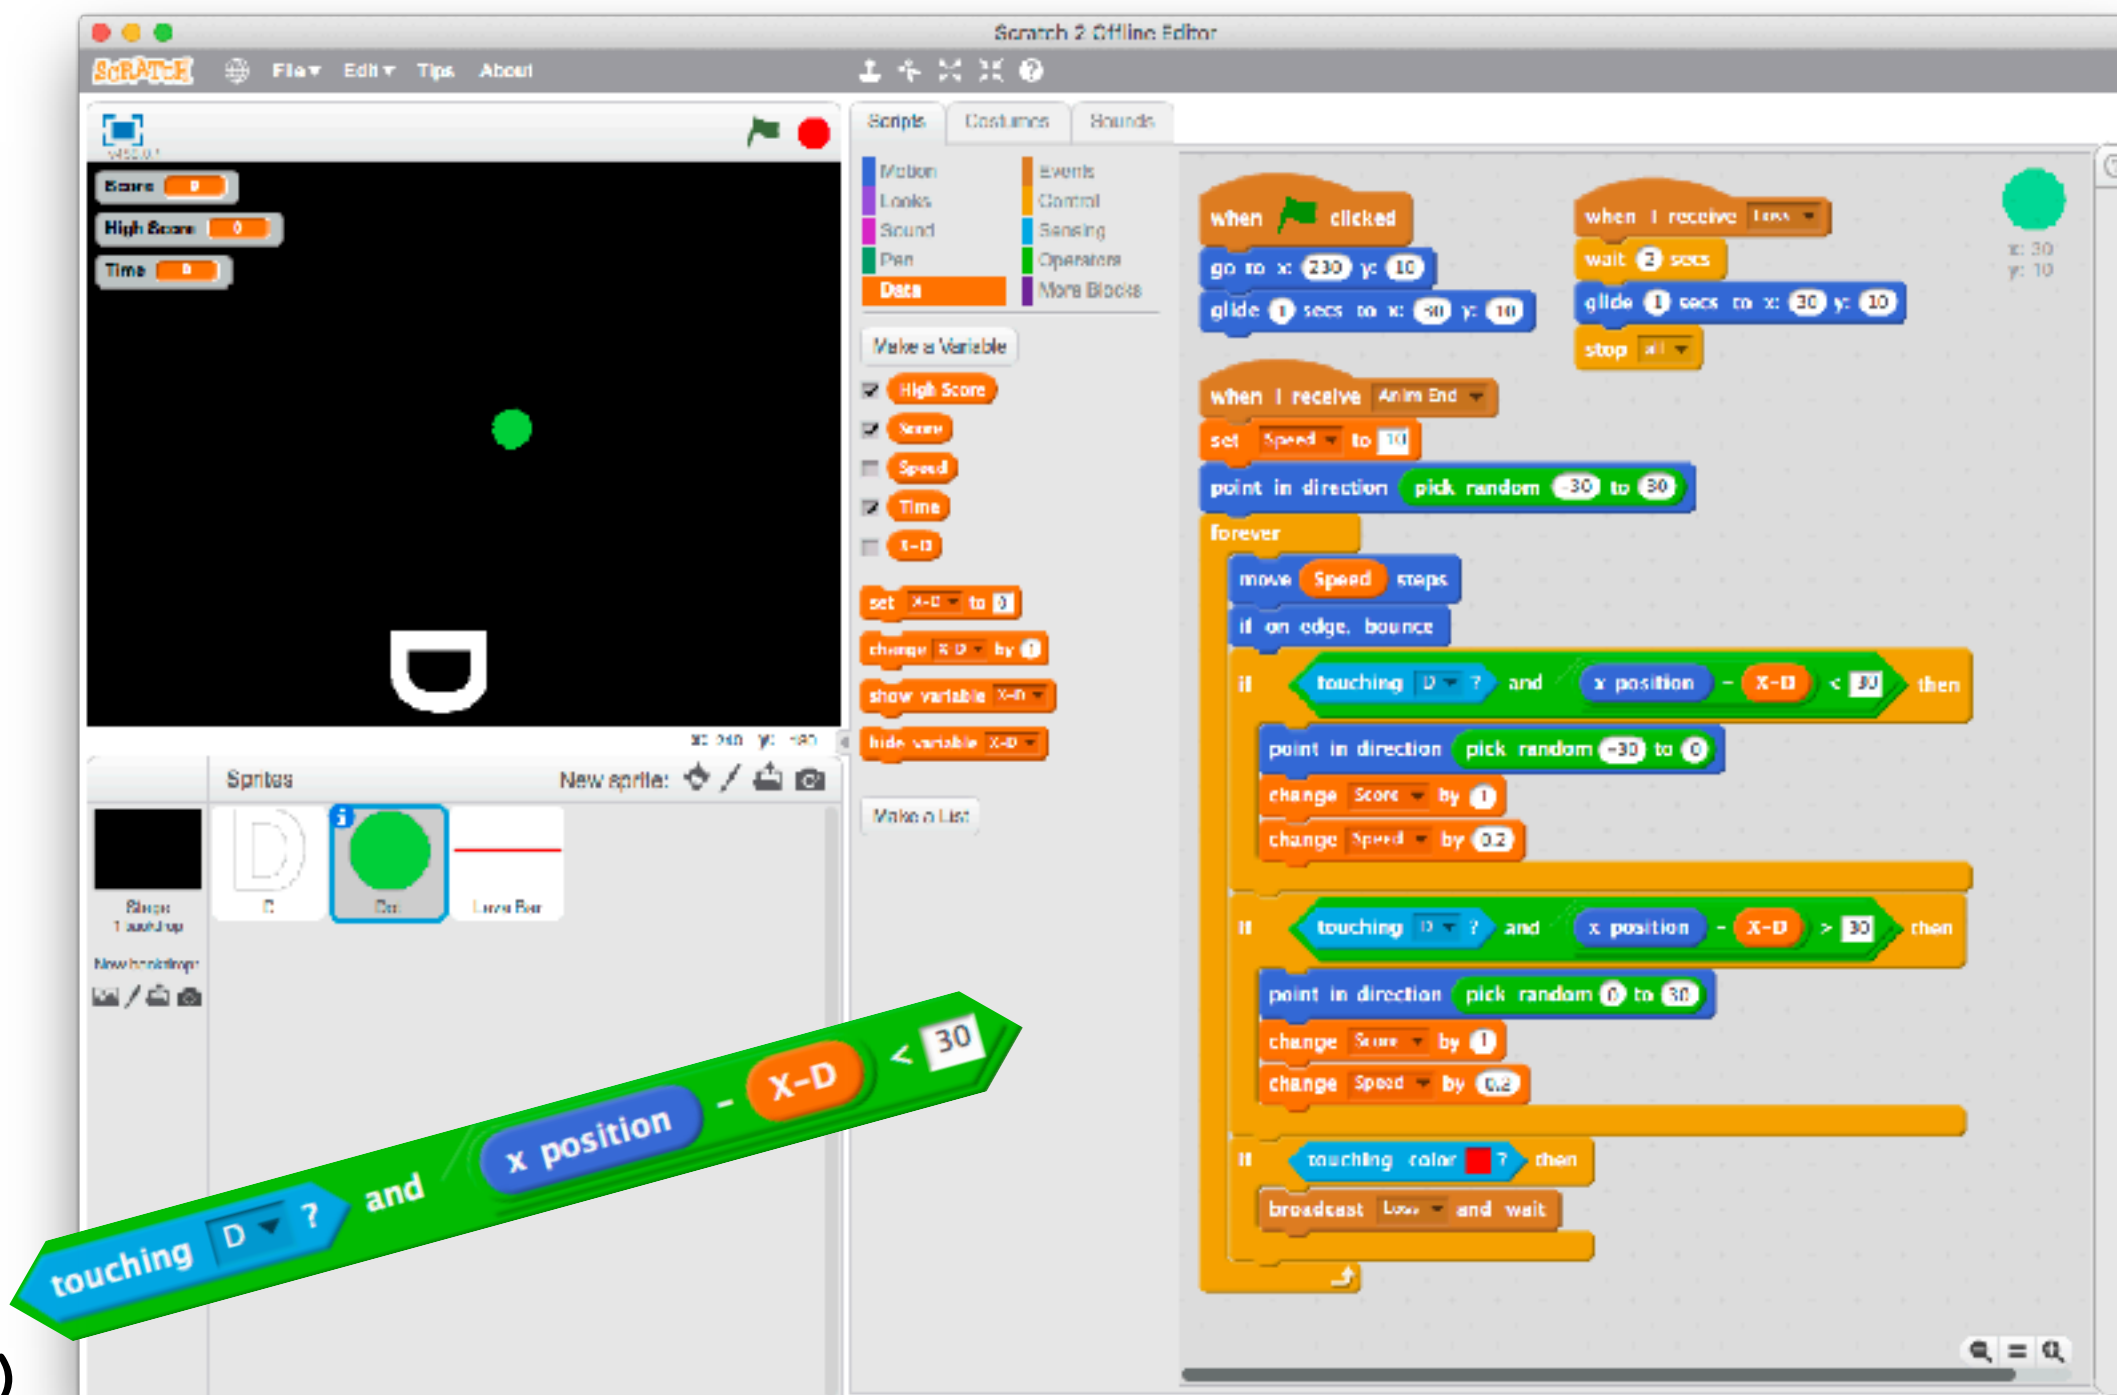 Scratch 2 Offline Editor
SCRATCH File Edit Tips About
Score 0
High Score 0
Time 0
Sprites New sprite:
Stage
1 backdrop
New backdrop:
D
Dot
Scripts Costumes Sounds
Motion Events
Looks Control
Sound Sensing
Pen Operators
Data More Blocks
Make a Variable
High Score
Score
Speed
Time
X-D
set X-D to 0
change X-D by 1
show variable X-D
hide variable X-D
Make a List
when clicked
go to x: 230 y: 10
glide 1 secs to x: 30 y: 10
when I receive Loss
wait 2 secs
glide 1 secs to x: 30 y: 10
stop all
x: 30
y: 10
when I receive Anim End
set Speed to 10
point in direction pick random -30 to 30
forever
move Speed steps
if on edge, bounce
if touching D ? and x position - X-D < 30 then
point in direction pick random -30 to 0
change Score by 1
change Speed by 0.2
if touching D ? and x position - X-D > 30 then
point in direction pick random 0 to 30
change Score by 1
change Speed by 0.2
if touching color ? then
broadcast Loss and wait
touching D ? and x position - X-D < 30
)